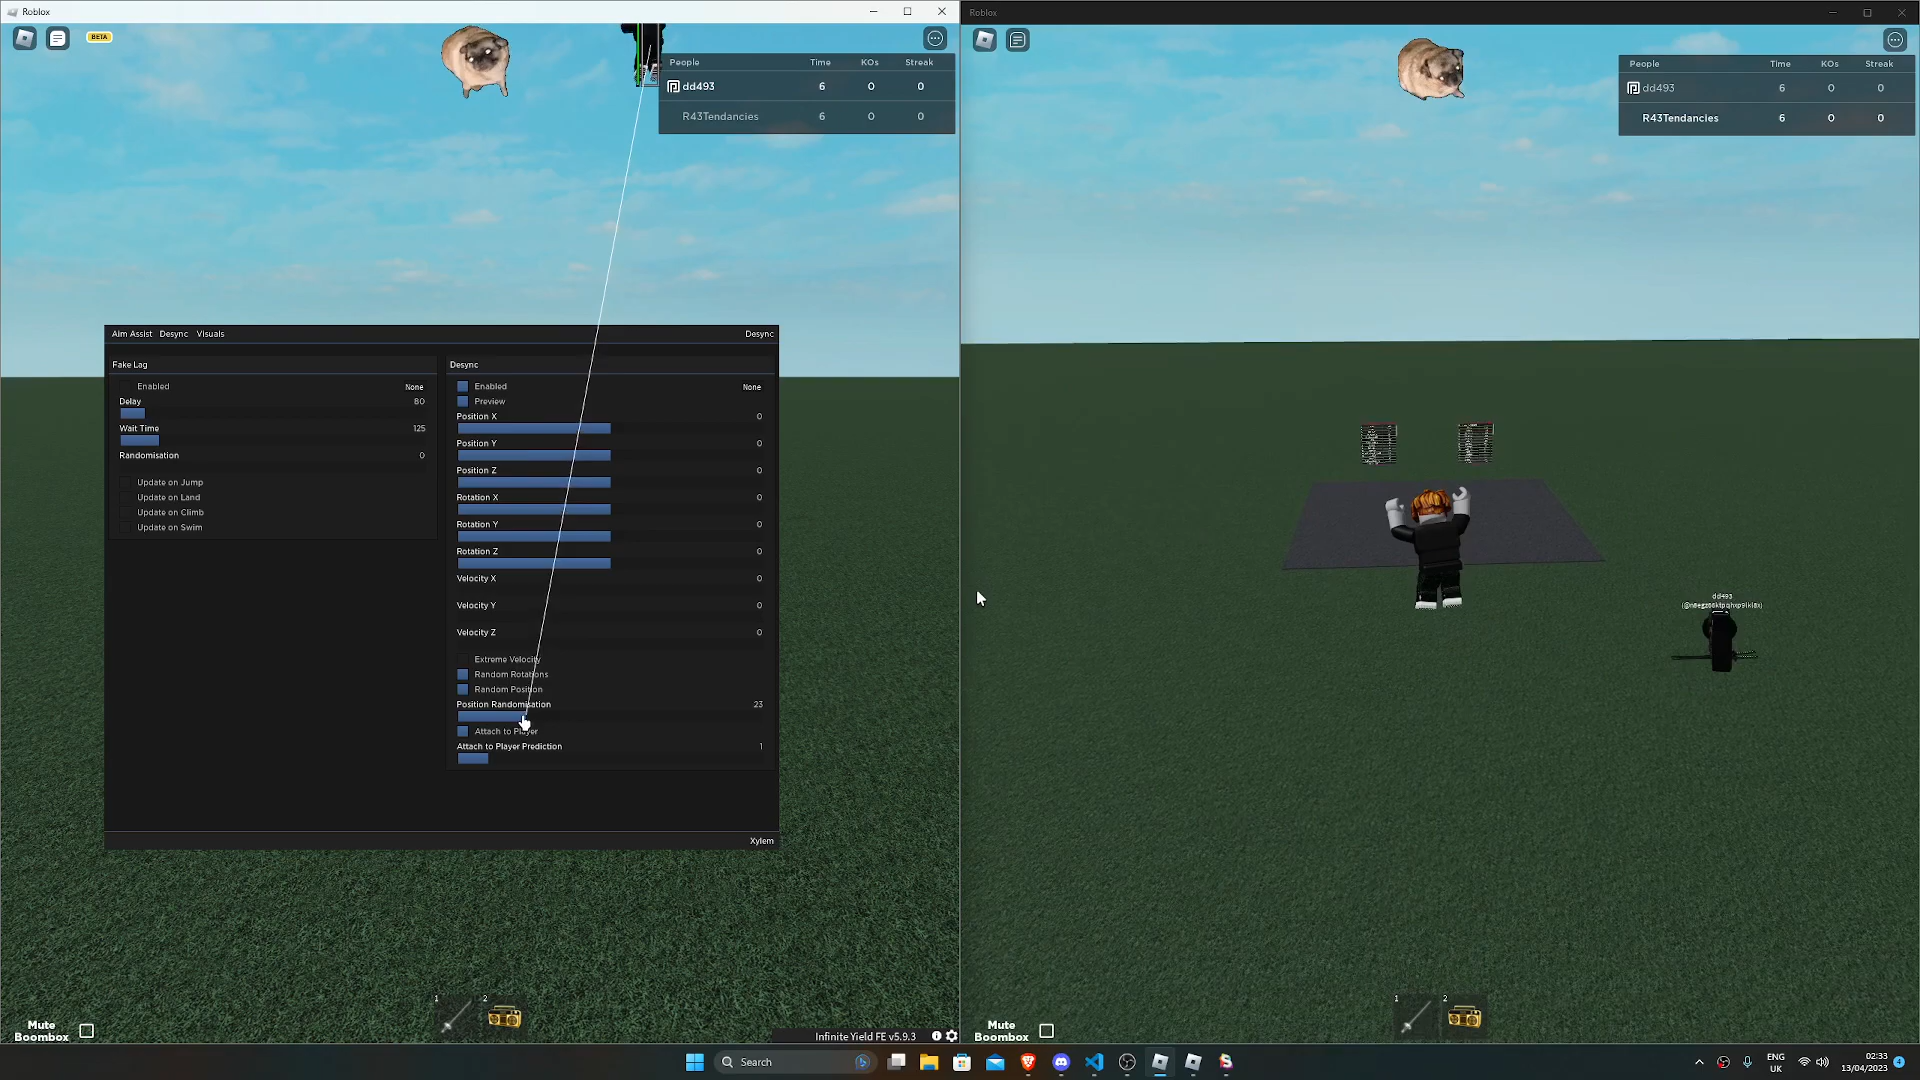 Roblox
BETA
People Time KOs Streak
dd493 6 0 0
R43Tendancies 6 0 0
Aim Assist Desync Visuals Desync
Fake Lag
Enabled None
Delay 80
Wait Time 125
Randomisation 0
Update on Jump
Update on Land
Update on Climb
Update on Swim
Desync
Enabled None
Preview
Position X 0
Position Y 0
Position Z 0
Rotation X 0
Rotation Y 0
Rotation Z 0
Velocity X 0
Velocity Y 0
Velocity Z 0
Extreme Velocity
Random Rotations
Random Position
Position Randomisation 23
Attach to Player
Attach to Player Prediction 1
Xylem
1 2
Mute
Boombox
Infinite Yield FE v5.9.3
Roblox
People Time KOs Streak
dd493 6 0 0
R43Tendancies 6 0 0
dd493
1 2
Mute
Boombox
Search
ENG
UK
02:33
13/04/2023
4